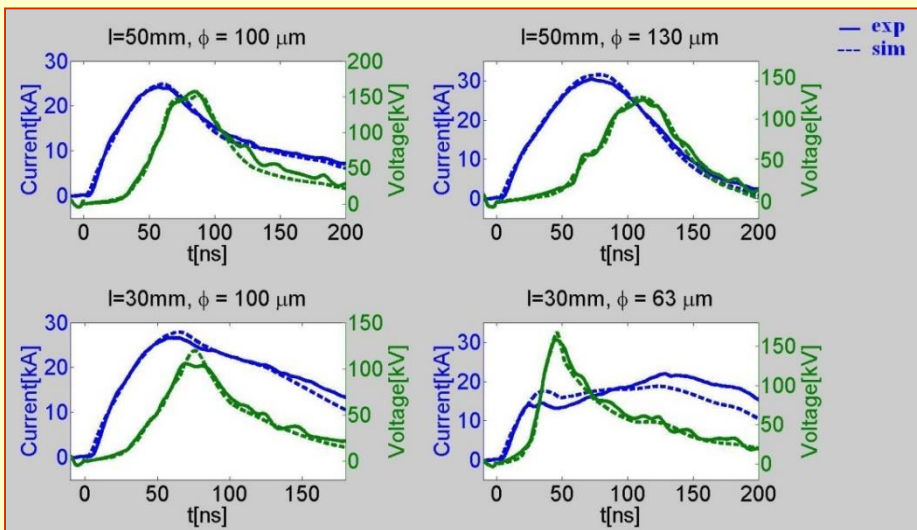 l=50mm, ϕ = 100 μm
30
20
10
0
Current[kA]
200
150
100
50
0
Voltage[kV]
0 50 100 150 200
t[ns]
l=50mm, ϕ = 130 μm
30
20
10
0
Current[kA]
150
100
50
0
Voltage[kV]
0 50 100 150 200
t[ns]
exp
sim
l=30mm, ϕ = 100 μm
30
20
10
0
Current[kA]
150
100
50
0
Voltage[kV]
0 50 100 150
t[ns]
l=30mm, ϕ = 63 μm
30
20
10
0
Current[kA]
150
100
50
0
Voltage[kV]
0 50 100 150 200
t[ns]